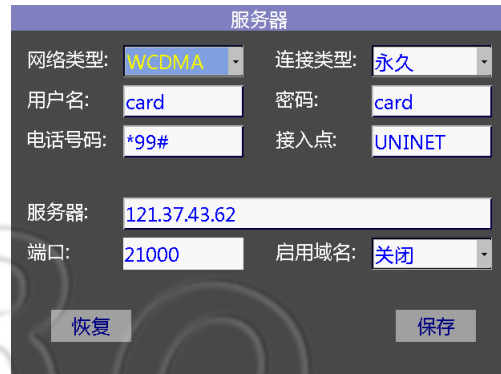 服务器
网络类型: WCDMA 连接类型: 永久
用户名: card 密码: card
电话号码: *99# 接入点: UNINET
服务器: 121.37.43.62
端口: 21000 启用域名: 关闭
恢复 保存